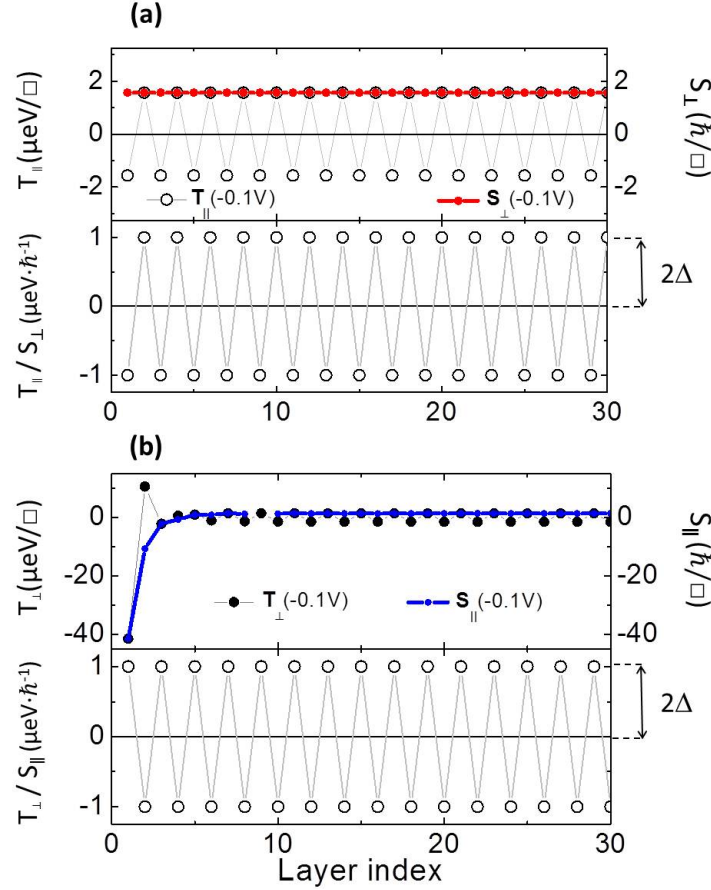 (a)
T∥ (µeV/□)
2
0
-2
2
0
-2
S⊥(ħ/□)
T∥(-0.1V)
S⊥(-0.1V)
T∥ / S⊥ (µeV·ħ⁻¹)
1
0
-1
2Δ
0
10
20
30
(b)
T⊥(µeV/□)
0
-20
-40
0
-20
-40
S∥(ħ/□)
T⊥(-0.1V)
S∥(-0.1V)
T⊥ / S∥ (µeV·ħ⁻¹)
1
0
-1
2Δ
0
10
20
30
Layer index